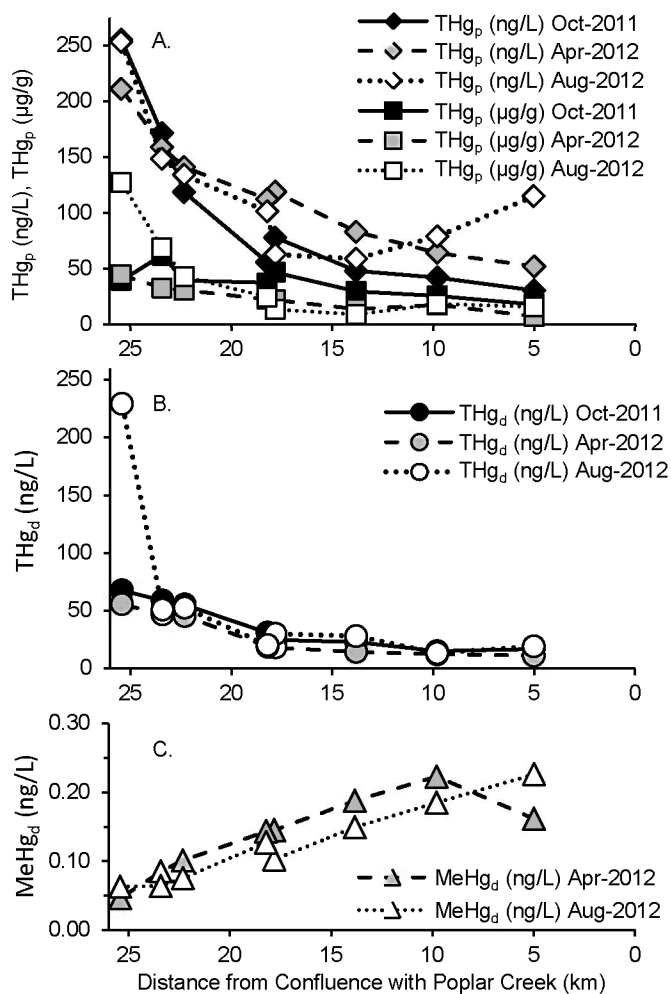 A.
THgp (ng/L) Oct-2011
THgp (ng/L) Apr-2012
THgp (ng/L) Aug-2012
THgp (µg/g) Oct-2011
THgp (µg/g) Apr-2012
THgp (µg/g) Aug-2012
THgp (ng/L), THgp (µg/g)
250
200
150
100
50
0
25 20 15 10 5 0
B.
THgd (ng/L) Oct-2011
THgd (ng/L) Apr-2012
THgd (ng/L) Aug-2012
THgd (ng/L)
250
200
150
100
50
0
25 20 15 10 5 0
C.
MeHgd (ng/L)
0.30
0.20
0.10
0.00
MeHgd (ng/L) Apr-2012
MeHgd (ng/L) Aug-2012
25 20 15 10 5 0
Distance from Confluence with Poplar Creek (km)